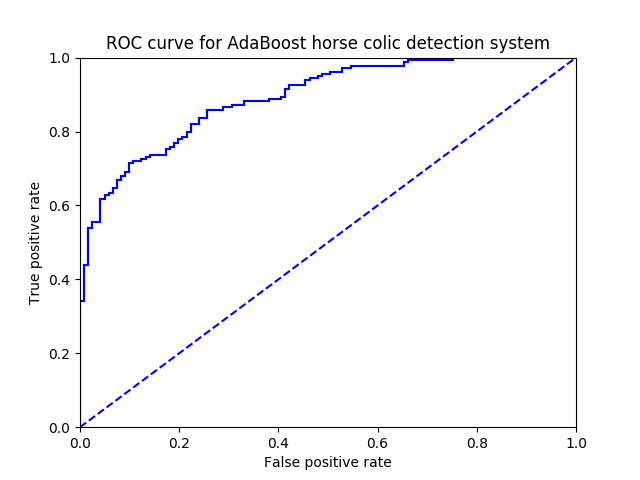 ROC curve for AdaBoost horse colic detection system
1.0
0.8
0.6
0.4
0.2
0.0
True positive rate
0.0 0.2 0.4 0.6 0.8 1.0
False positive rate